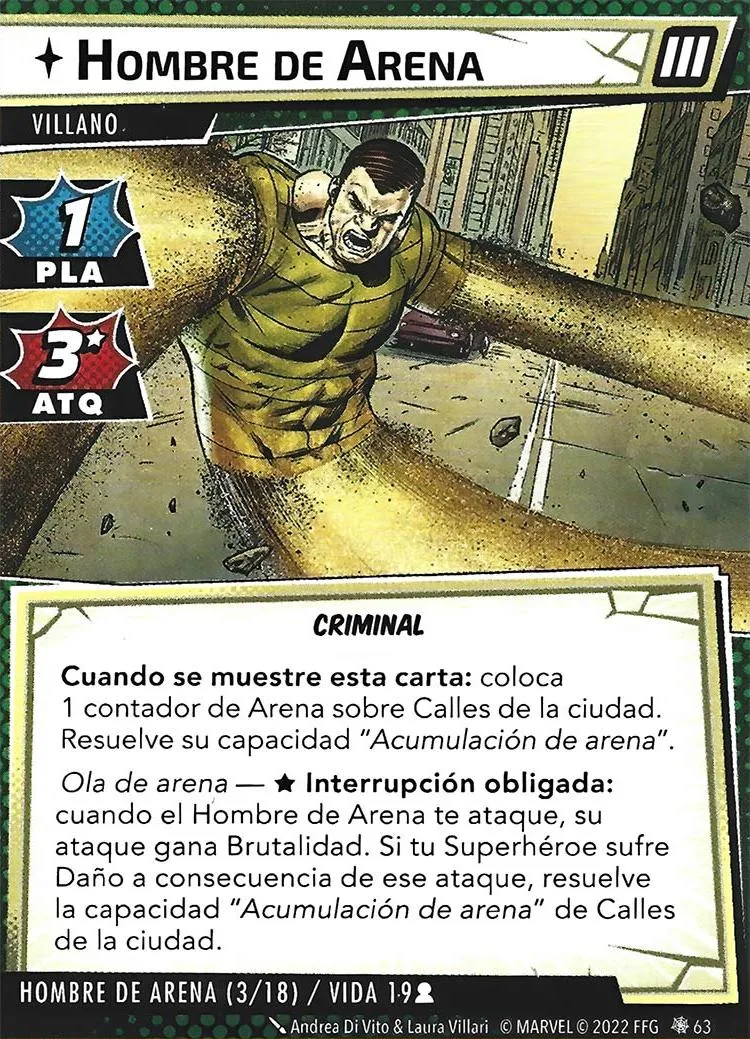 HOMBRE DE ARENA
III
VILLANO
1
PLA
3
ATQ
CRIMINAL
Cuando se muestre esta carta: coloca
1 contador de Arena sobre Calles de la ciudad.
Resuelve su capacidad "Acumulación de arena".
Ola de arena — ★ Interrupción obligada:
cuando el Hombre de Arena te ataque, su
ataque gana Brutalidad. Si tu Superhéroe sufre
Daño a consecuencia de ese ataque, resuelve
la capacidad "Acumulación de arena" de Calles
de la ciudad.
HOMBRE DE ARENA (3/18) / VIDA 19
Andrea Di Vito & Laura Villari © MARVEL © 2022 FFG 63